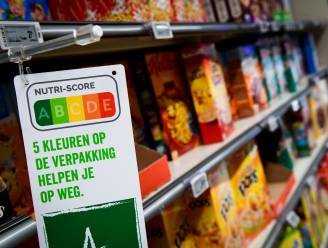 NUTRI-SCORE
A B C D E
5 KLEUREN OP
DE VERPAKKING
HELPEN JE
OP WEG.